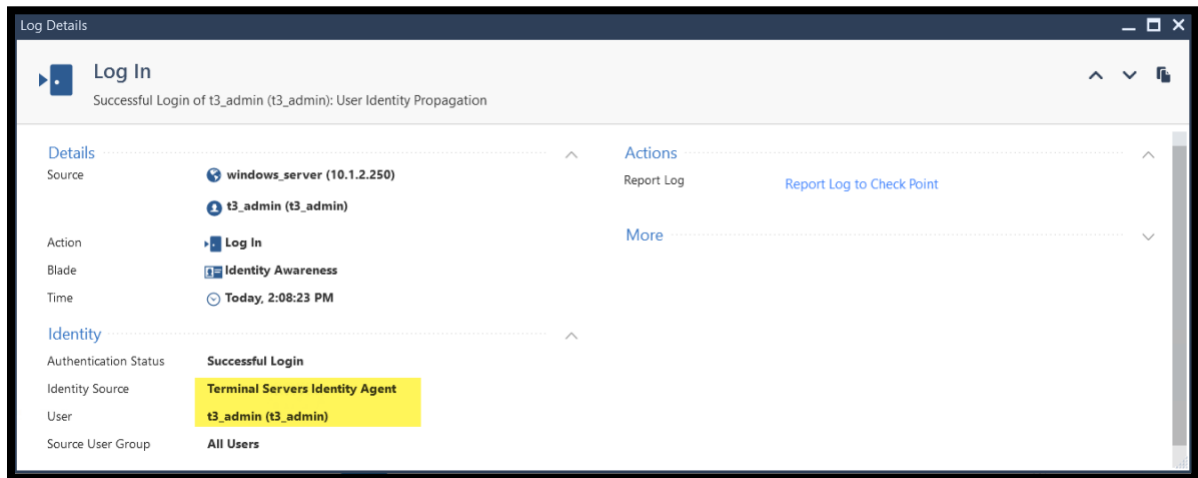 Log Details
Log In
Successful Login of t3_admin (t3_admin): User Identity Propagation
Details
Source windows_server (10.1.2.250)
t3_admin (t3_admin)
Action Log In
Blade Identity Awareness
Time Today, 2:08:23 PM
Identity
Authentication Status Successful Login
Identity Source Terminal Servers Identity Agent
User t3_admin (t3_admin)
Source User Group All Users
Actions
Report Log Report Log to Check Point
More